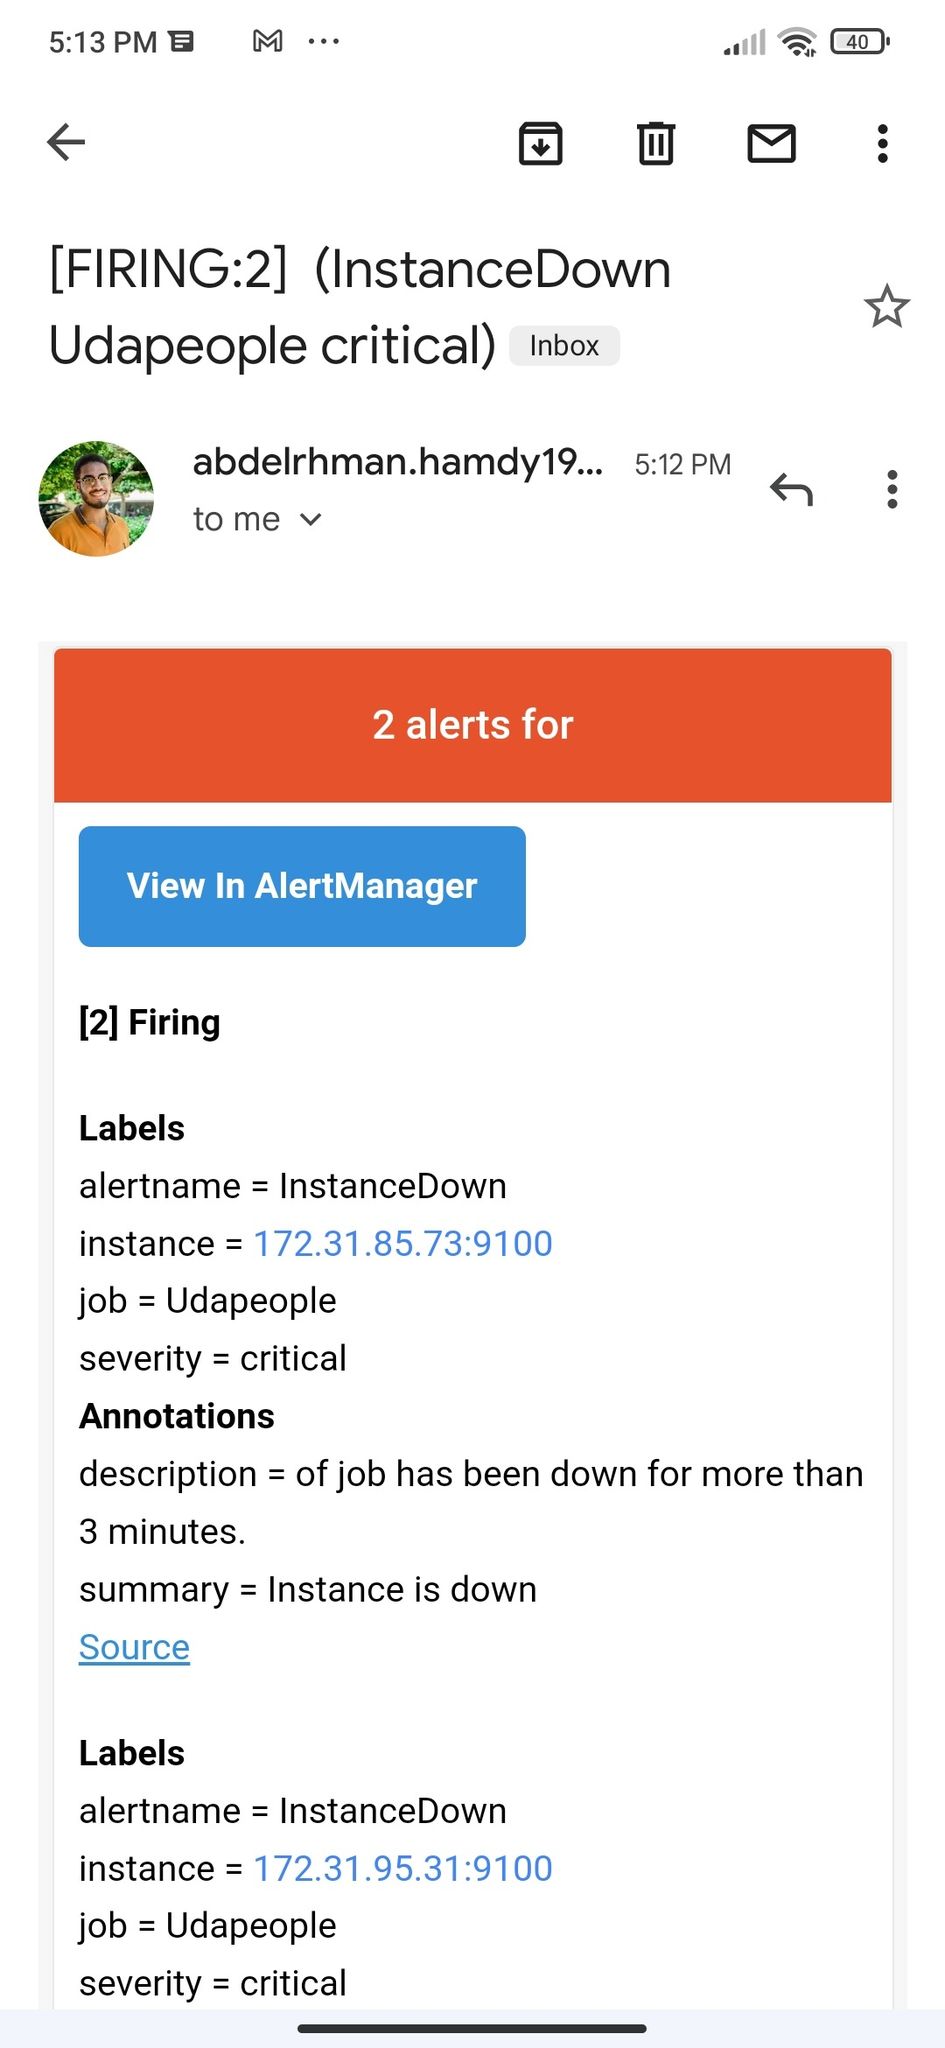 5:13 PM
40
[FIRING:2] (InstanceDown
Udapeople critical) Inbox
abdelrhman.hamdy19... 5:12 PM
to me
2 alerts for
View In AlertManager
[2] Firing
Labels
alertname = InstanceDown
instance = 172.31.85.73:9100
job = Udapeople
severity = critical
Annotations
description = of job has been down for more than
3 minutes.
summary = Instance is down
Source
Labels
alertname = InstanceDown
instance = 172.31.95.31:9100
job = Udapeople
severity = critical